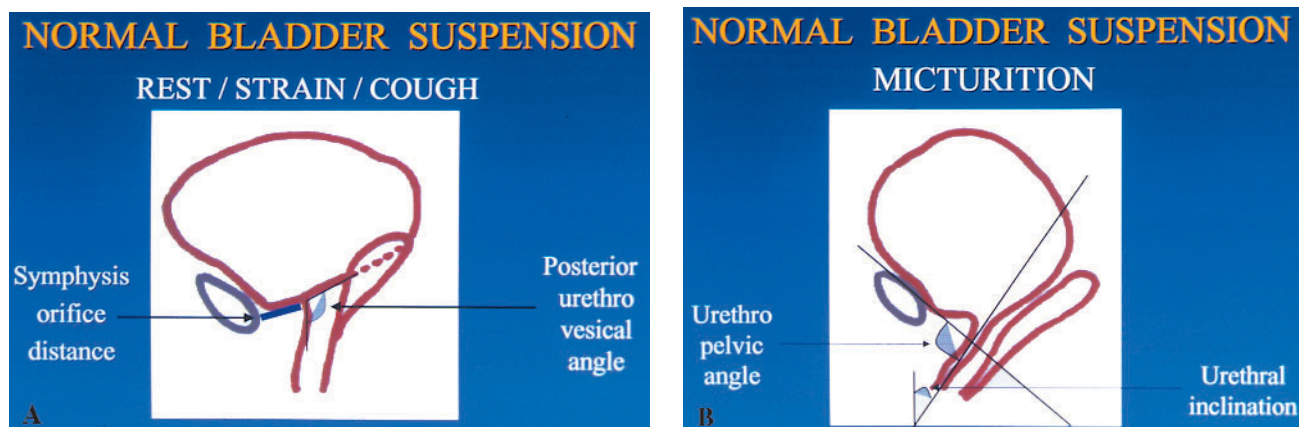 NORMAL BLADDER SUSPENSION
REST / STRAIN / COUGH
Symphysis
orifice
distance
Posterior
urethro
vesical
angle
A
NORMAL BLADDER SUSPENSION
MICTURITION
Urethro
pelvic
angle
Urethral
inclination
B